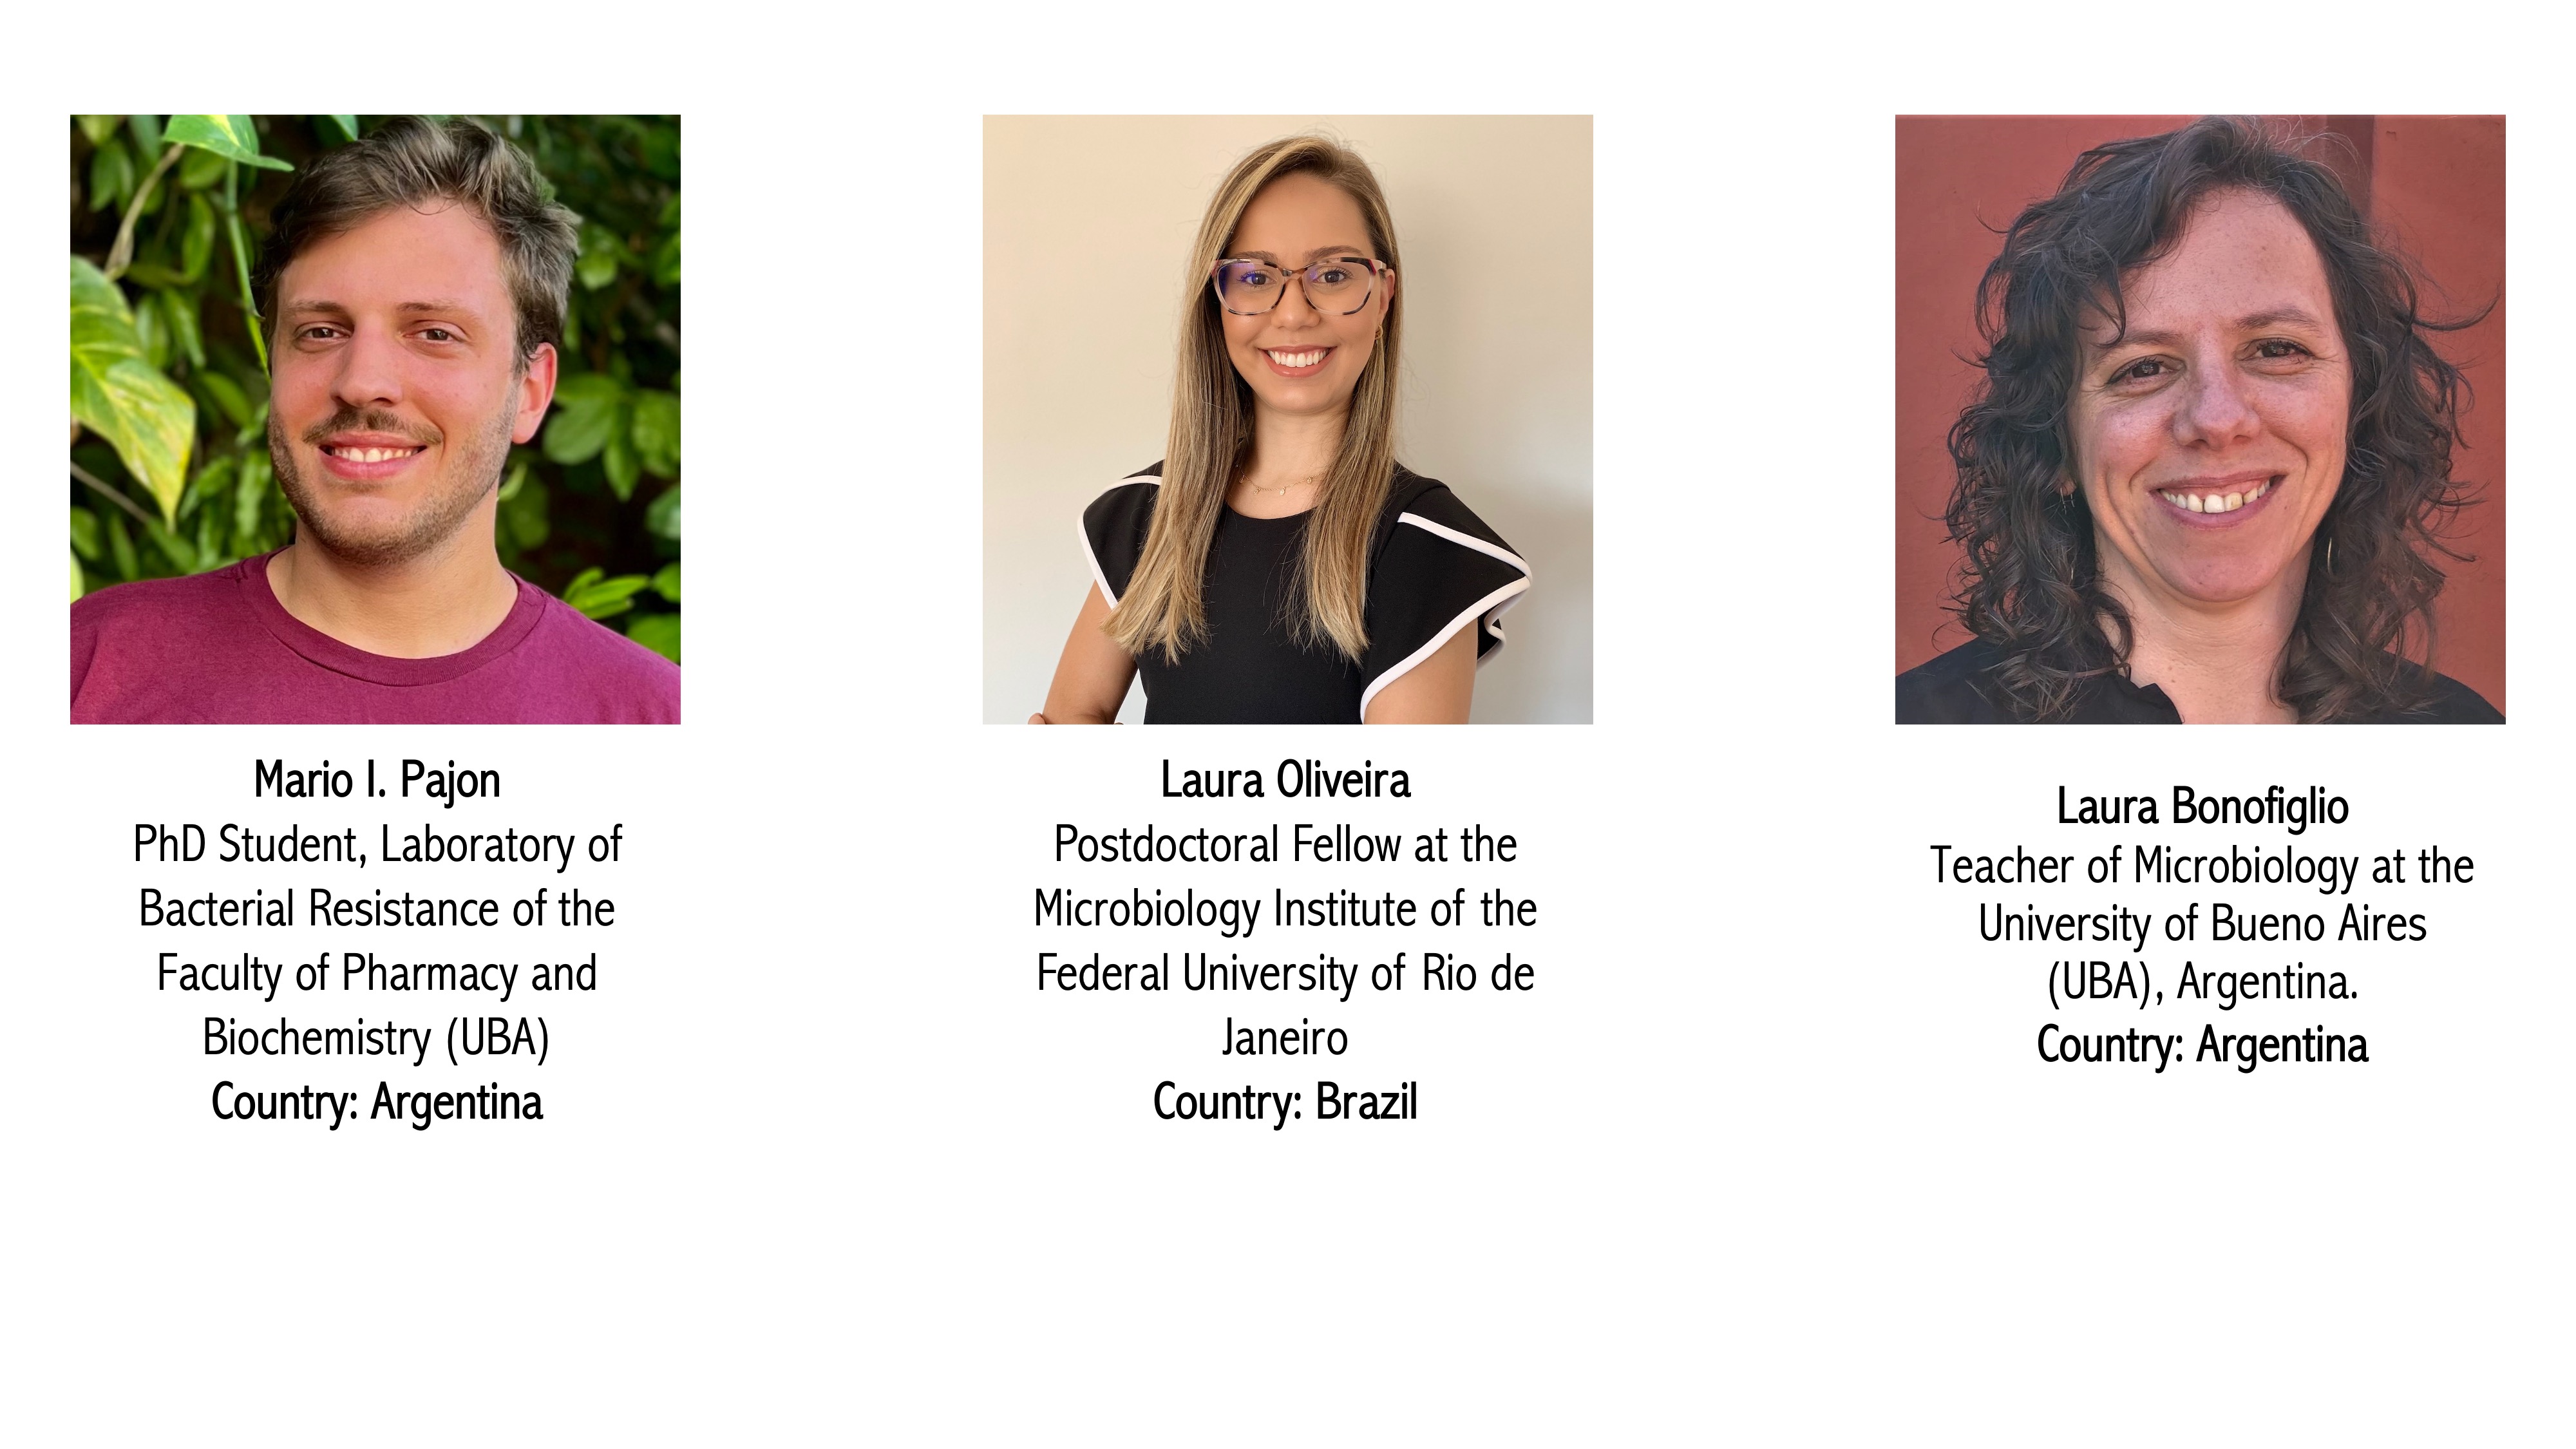 Mario I. Pajon
PhD Student, Laboratory of
Bacterial Resistance of the
Faculty of Pharmacy and
Biochemistry (UBA)
Country: Argentina
Laura Oliveira
Postdoctoral Fellow at the
Microbiology Institute of the
Federal University of Rio de
Janeiro
Country: Brazil
Laura Bonofiglio
Teacher of Microbiology at the
University of Bueno Aires
(UBA), Argentina.
Country: Argentina